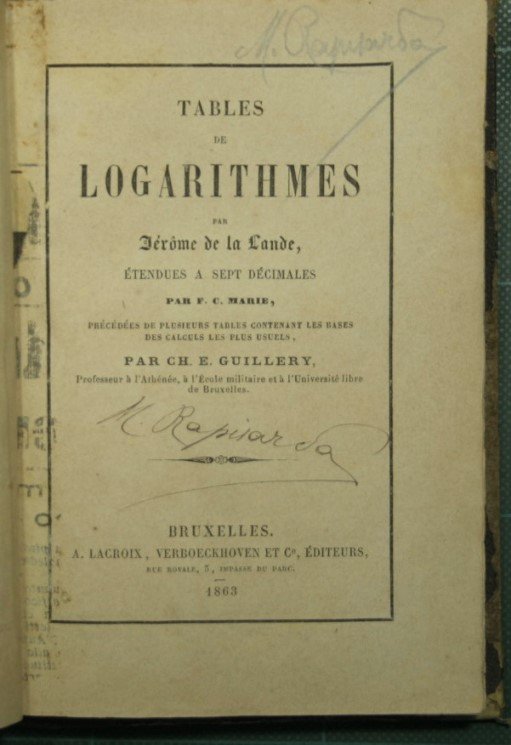 M. Rapisarda
TABLES
DE
LOGARITHMES
PAR
Jérôme de la Lande,
ÉTENDUES A SEPT DÉCIMALES
PAR F. C. MARIE,
PRÉCÉDÉES DE PLUSIEURS TABLES CONTENANT LES BASES
DES CALCULS LES PLUS USUELS,
PAR CH. E. GUILLERY,
Professeur à l'Athénée, à l'École militaire et à l'Université libre
de Bruxelles.
M Rapisarda
BRUXELLES,
A. LACROIX, VERBOECKHOVEN ET Cⁱᵉ, ÉDITEURS,
RUE ROYALE, 5, IMPASSE DU PARC.
1863